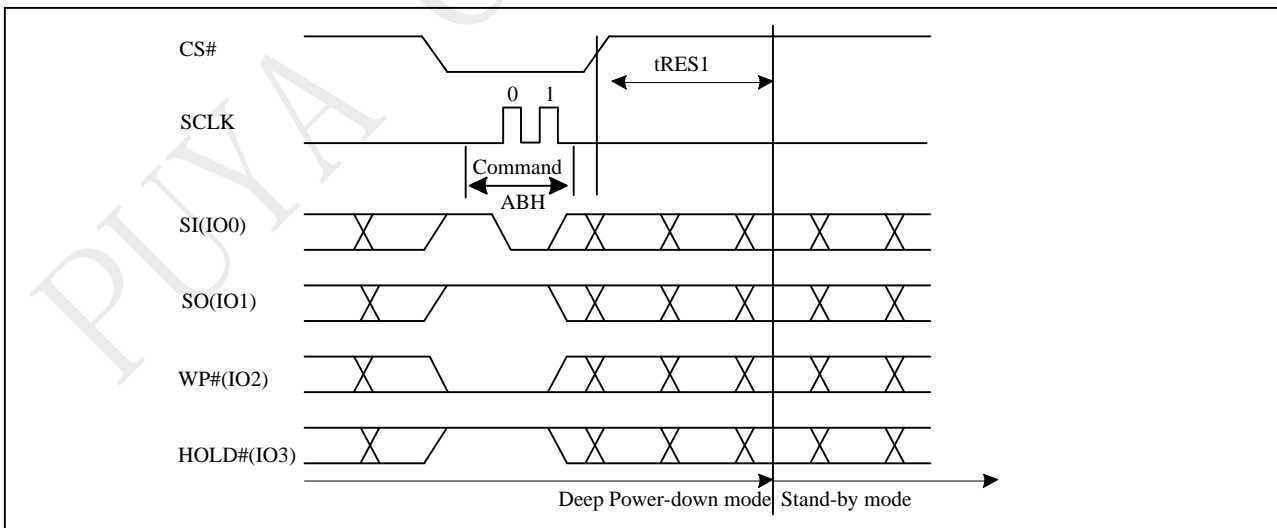 CS#
tRES1
0 1
SCLK
Command
ABH
SI(IO0)
SO(IO1)
WP#(IO2)
HOLD#(IO3)
Deep Power-down mode Stand-by mode
PUYA